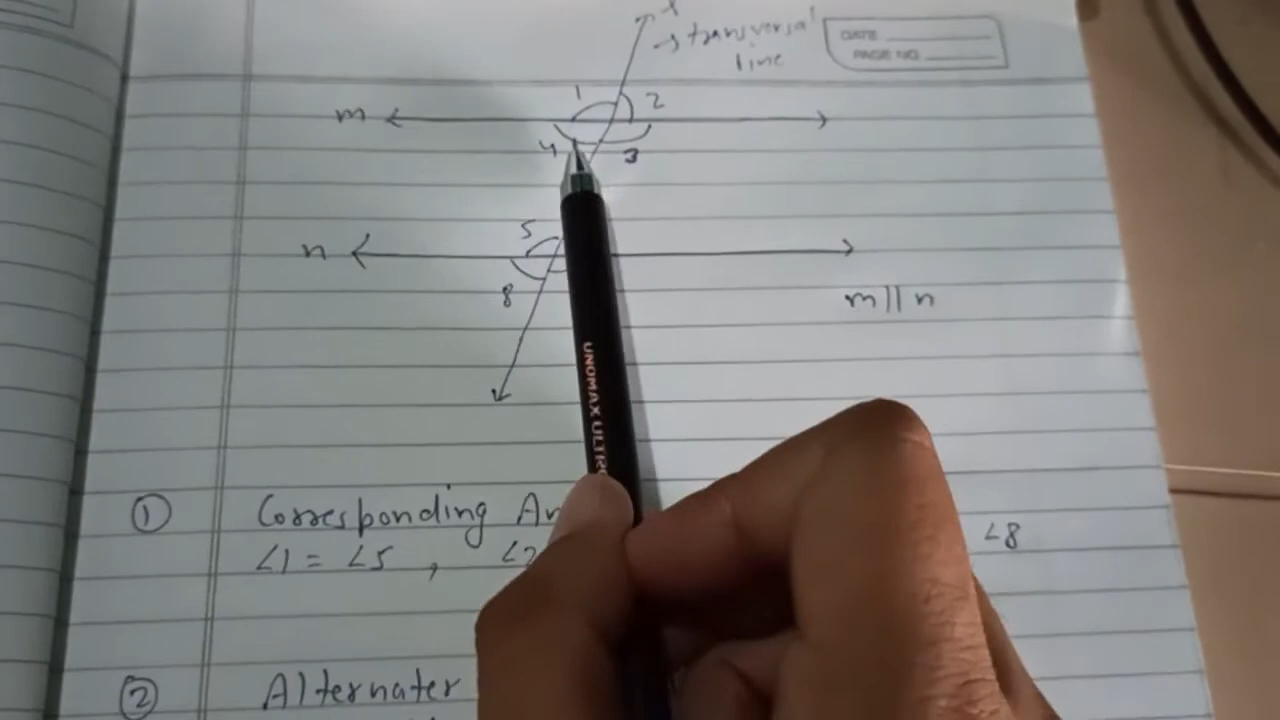 t
transversal
line
DATE
PAGE NO.
1
2
m
4
3
5
n
8
m || n
UNOMAX ULTR
① Corresponding An
∠1 = ∠5 , ∠2 ∠8
② Alternater